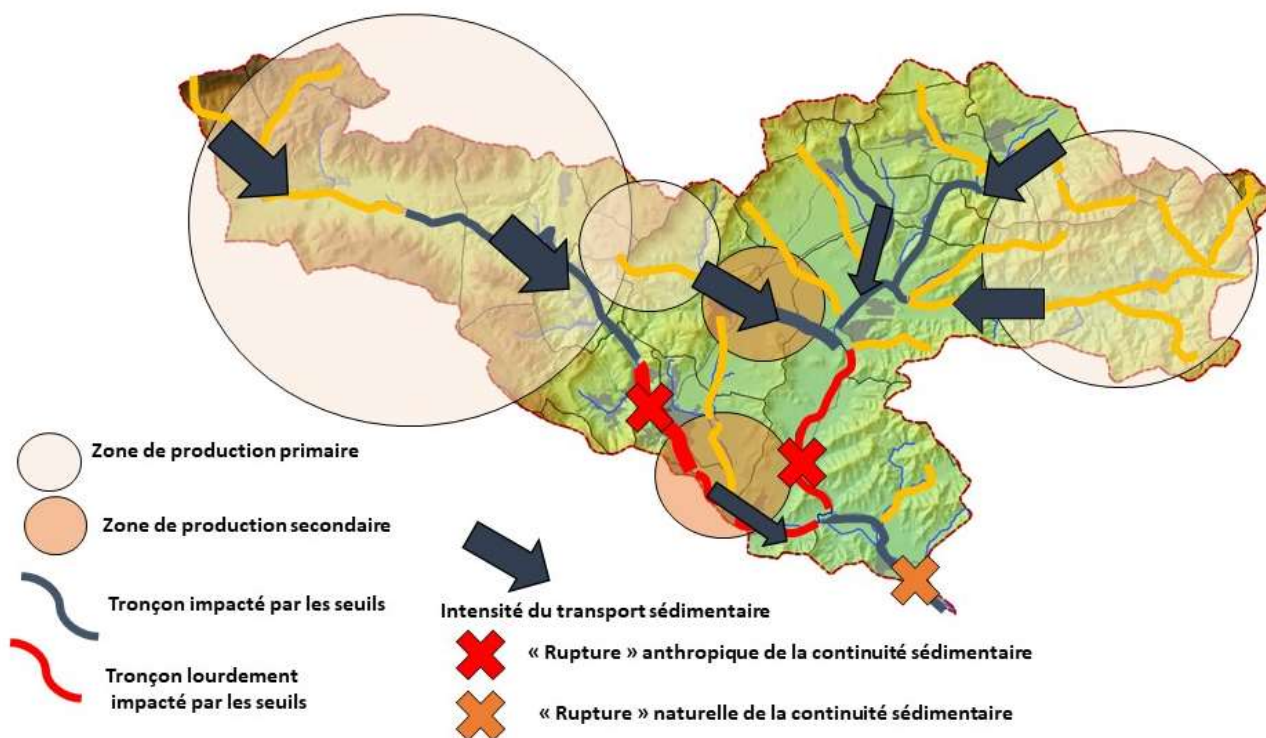 Zone de production primaire
Zone de production secondaire
Tronçon impacté par les seuils
Tronçon lourdement
impacté par les seuils
Intensité du transport sédimentaire
« Rupture » anthropique de la continuité sédimentaire
« Rupture » naturelle de la continuité sédimentaire